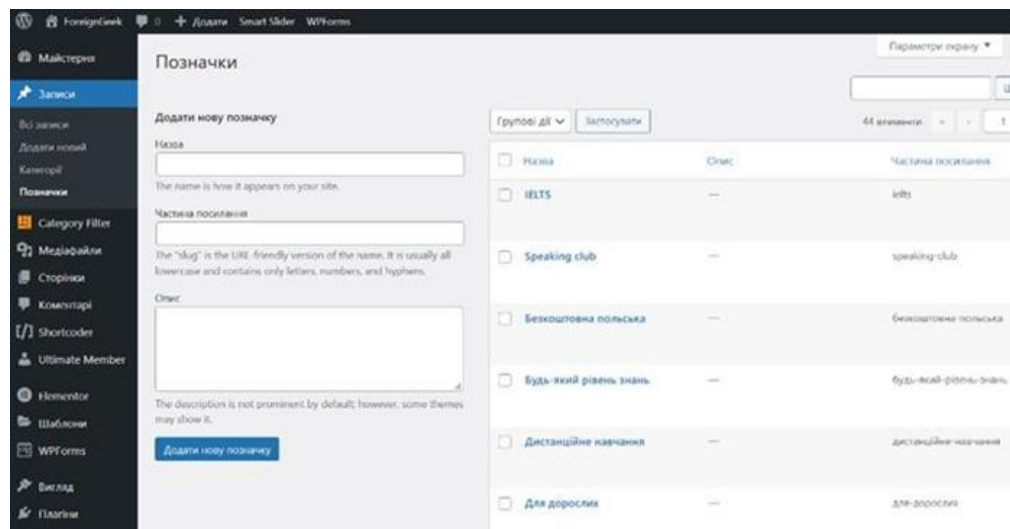 ForeignGeek 0 Додати Smart Slider WPForms
Майстерня
Записи
Всі записи
Додати новий
Категорії
Позначки
Category Filter
Медіафайли
Сторінки
Коментарі
[/] Shortcoder
Ultimate Member
Elementor
Шаблони
WPForms
Вигляд
Плагіни
Параметри екрану
Позначки
Додати нову позначку
Назва
The name is how it appears on your site.
Частина посилання
The "slug" is the URL-friendly version of the name. It is usually all
lowercase and contains only letters, numbers, and hyphens.
Опис
The description is not prominent by default; however, some themes
may show it.
Додати нову позначку
Групові дії Застосувати 44 елементи « ‹ 1
Назва Опис Частина посилання
IELTS — ielts
Speaking club — speaking-club
Безкоштовна польська — безкоштовна-польська
Будь-який рівень знань — будь-який-рівень-знань
Дистанційне навчання — дистанційне-навчання
Для дорослих — для-дорослих